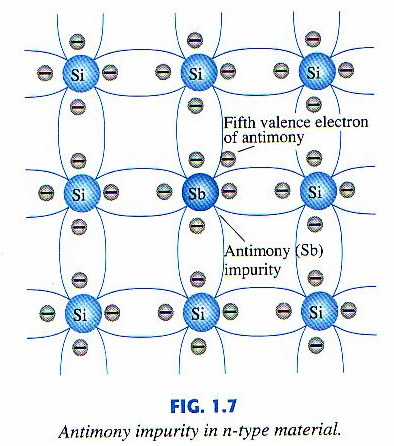 Si Si Si
Fifth valence electron
of antimony
Si Sb Si
Antimony (Sb)
impurity
Si Si Si
FIG. 1.7
Antimony impurity in n-type material.